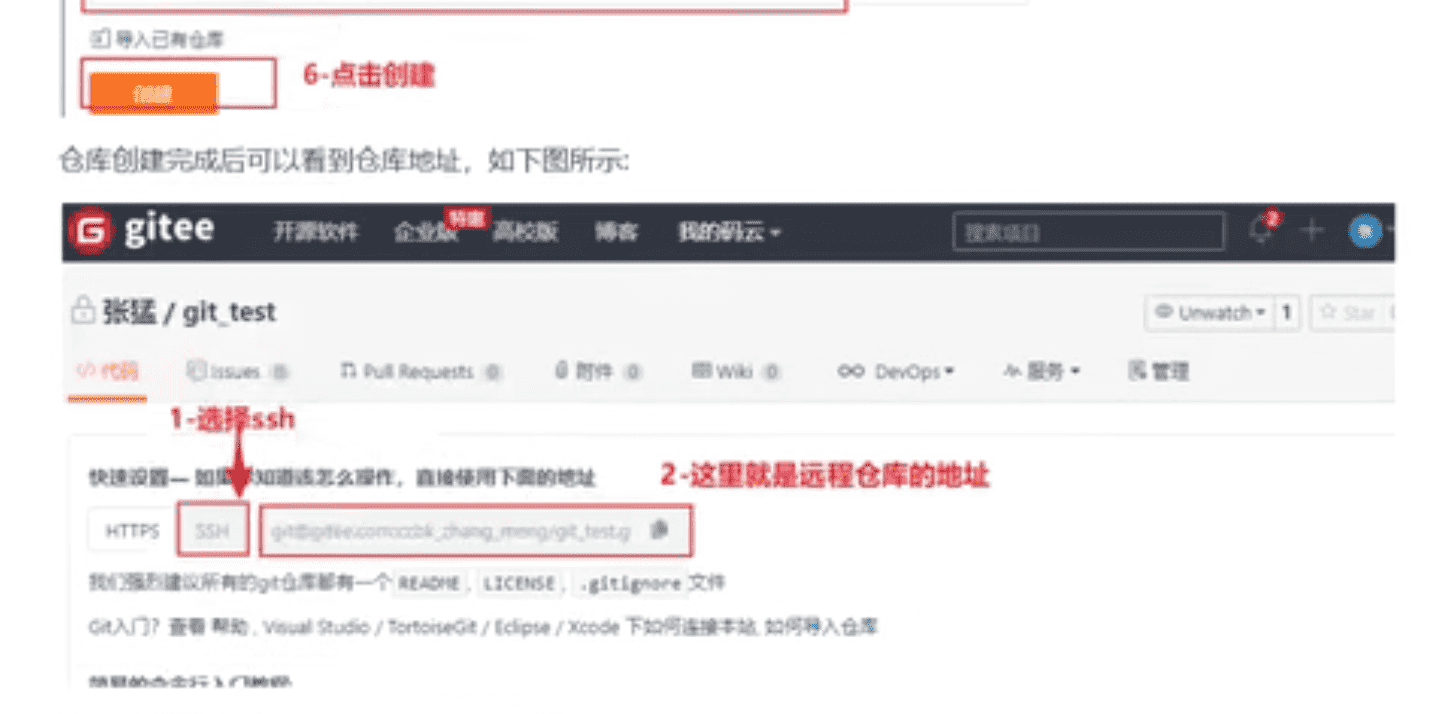 导入已有仓库
6-点击创建
创建
仓库创建完成后可以看到仓库地址，如下图所示:
gitee 开源软件 企业版 特惠 高校版 博客 我的码云 搜索项目 2
张猛 / git_test Unwatch 1 Star
代码 Issues 0 Pull Requests 0 附件 0 Wiki 0 DevOps 服务 管理
1-选择ssh
快速设置— 如果 知道该怎么操作，直接使用下面的地址
2-这里就是远程仓库的地址
HTTPS SSH
我们强烈建议所有的git仓库都有一个 README , LICENSE , .gitignore 文件
Git入门？查看 帮助 , Visual Studio / TortoiseGit / Eclipse / Xcode 下如何连接本站, 如何导入仓库